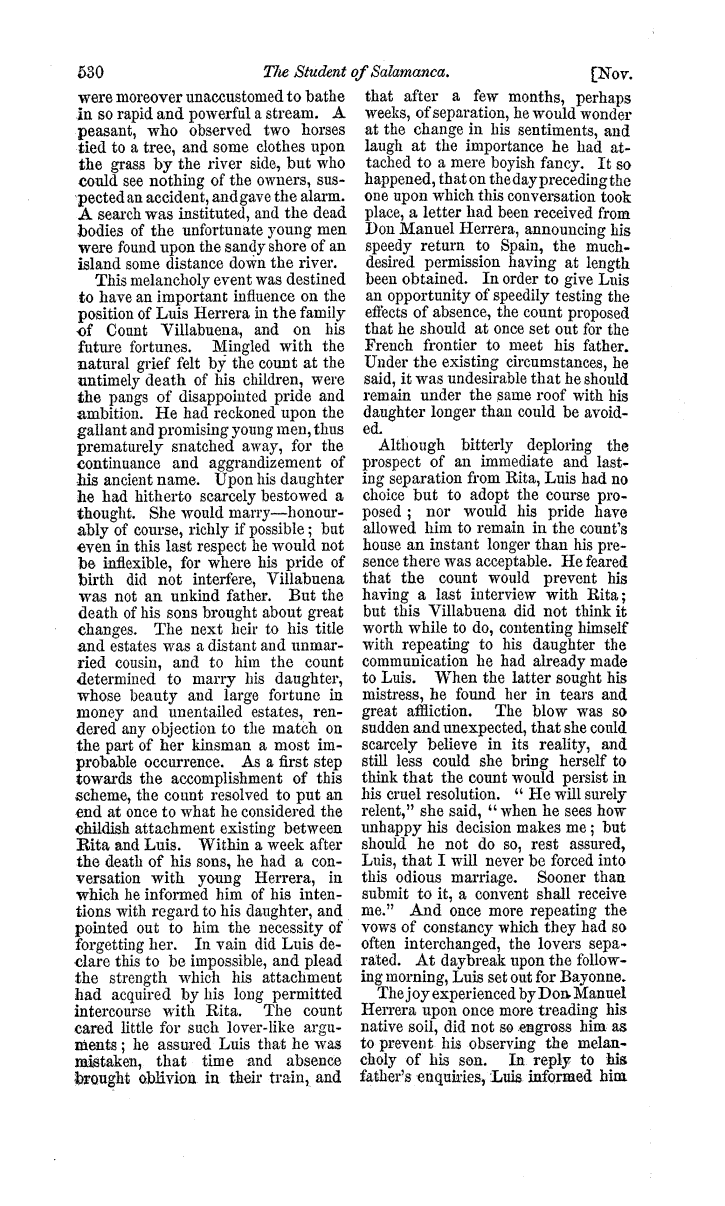 530 The Student of Salamanca. [Nov.
were moreover unaccustomed to bathe
in so rapid and powerful a stream. A
peasant, who observed two horses
tied to a tree, and some clothes upon
the grass by the river side, but who
could see nothing of the owners, sus-
pected an accident, and gave the alarm.
A search was instituted, and the dead
bodies of the unfortunate young men
were found upon the sandy shore of an
island some distance down the river.
This melancholy event was destined
to have an important influence on the
position of Luis Herrera in the family
of Count Villabuena, and on his
future fortunes. Mingled with the
natural grief felt by the count at the
untimely death of his children, were
the pangs of disappointed pride and
ambition. He had reckoned upon the
gallant and promising young men, thus
prematurely snatched away, for the
continuance and aggrandizement of
his ancient name. Upon his daughter
he had hitherto scarcely bestowed a
thought. She would marry—honour-
ably of course, richly if possible; but
even in this last respect he would not
be inflexible, for where his pride of
birth did not interfere, Villabuena
was not an unkind father. But the
death of his sons brought about great
changes. The next heir to his title
and estates was a distant and unmar-
ried cousin, and to him the count
determined to marry his daughter,
whose beauty and large fortune in
money and unentailed estates, ren-
dered any objection to the match on
the part of her kinsman a most im-
probable occurrence. As a first step
towards the accomplishment of this
scheme, the count resolved to put an
end at once to what he considered the
childish attachment existing between
Rita and Luis. Within a week after
the death of his sons, he had a con-
versation with young Herrera, in
which he informed him of his inten-
tions with regard to his daughter, and
pointed out to him the necessity of
forgetting her. In vain did Luis de-
clare this to be impossible, and plead
the strength which his attachment
had acquired by his long permitted
intercourse with Rita. The count
cared little for such lover-like argu-
ments; he assured Luis that he was
mistaken, that time and absence
brought oblivion in their train, and
that after a few months, perhaps
weeks, of separation, he would wonder
at the change in his sentiments, and
laugh at the importance he had at-
tached to a mere boyish fancy. It so
happened, that on the day preceding the
one upon which this conversation took
place, a letter had been received from
Don Manuel Herrera, announcing his
speedy return to Spain, the much-
desired permission having at length
been obtained. In order to give Luis
an opportunity of speedily testing the
effects of absence, the count proposed
that he should at once set out for the
French frontier to meet his father.
Under the existing circumstances, he
said, it was undesirable that he should
remain under the same roof with his
daughter longer than could be avoid-
ed.
Although bitterly deploring the
prospect of an immediate and last-
ing separation from Rita, Luis had no
choice but to adopt the course pro-
posed; nor would his pride have
allowed him to remain in the count's
house an instant longer than his pre-
sence there was acceptable. He feared
that the count would prevent his
having a last interview with Rita;
but this Villabuena did not think it
worth while to do, contenting himself
with repeating to his daughter the
communication he had already made
to Luis. When the latter sought his
mistress, he found her in tears and
great affliction. The blow was so
sudden and unexpected, that she could
scarcely believe in its reality, and
still less could she bring herself to
think that the count would persist in
his cruel resolution. "He will surely
relent," she said, "when he sees how
unhappy his decision makes me; but
should he not do so, rest assured,
Luis, that I will never be forced into
this odious marriage. Sooner than
submit to it, a convent shall receive
me." And once more repeating the
vows of constancy which they had so
often interchanged, the lovers sepa-
rated. At daybreak upon the follow-
ing morning, Luis set out for Bayonne.
The joy experienced by Don Manuel
Herrera upon once more treading his
native soil, did not so engross him as
to prevent his observing the melan-
choly of his son. In reply to his
father's enquiries, Luis informed him